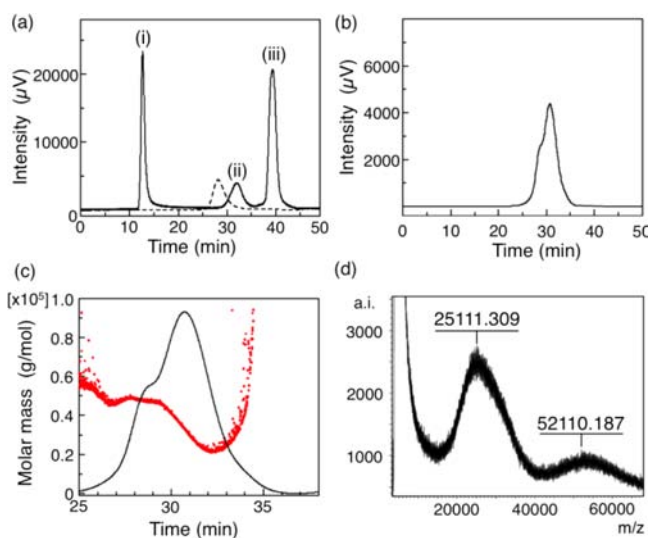 (a)
(i)
(iii)
(ii)
Intensity (µV)
20000
10000
0
0 10 20 30 40 50
Time (min)
(b)
Intensity (µV)
6000
4000
2000
0 10 20 30 40 50
Time (min)
(c)
[x10⁵]
Molar mass (g/mol)
1.0
0.8
0.6
0.4
0.2
0
25 30 35
Time (min)
(d)
a.i.
3000
2000
1000
25111.309
52110.187
20000 40000 60000
m/z